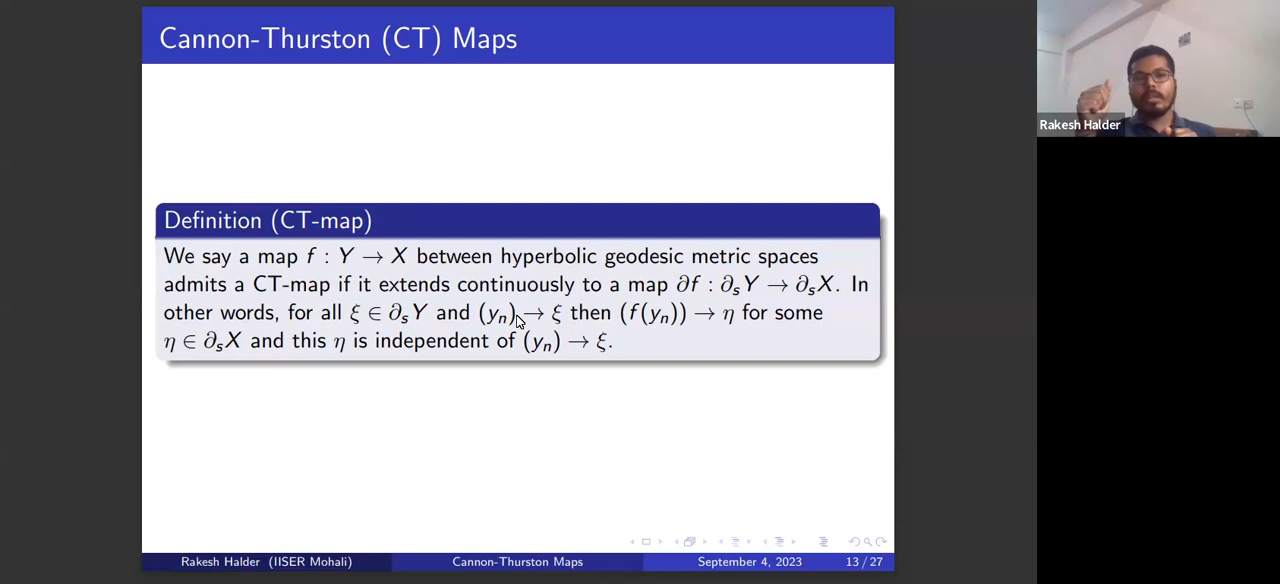 Cannon-Thurston (CT) Maps
Rakesh Halder
Definition (CT-map)
We say a map f : Y → X between hyperbolic geodesic metric spaces
admits a CT-map if it extends continuously to a map ∂f : ∂ₛY → ∂ₛX. In
other words, for all ξ ∈ ∂ₛY and (yₙ) → ξ then (f(yₙ)) → η for some
η ∈ ∂ₛX and this η is independent of (yₙ) → ξ.
Rakesh Halder (IISER Mohali) Cannon-Thurston Maps September 4, 2023 13 / 27